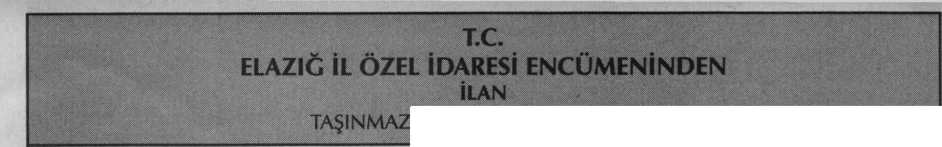 T.C.
ELAZIĞ İL ÖZEL İDARESİ ENCÜMENİNDEN
İLAN
TAŞINMAZ